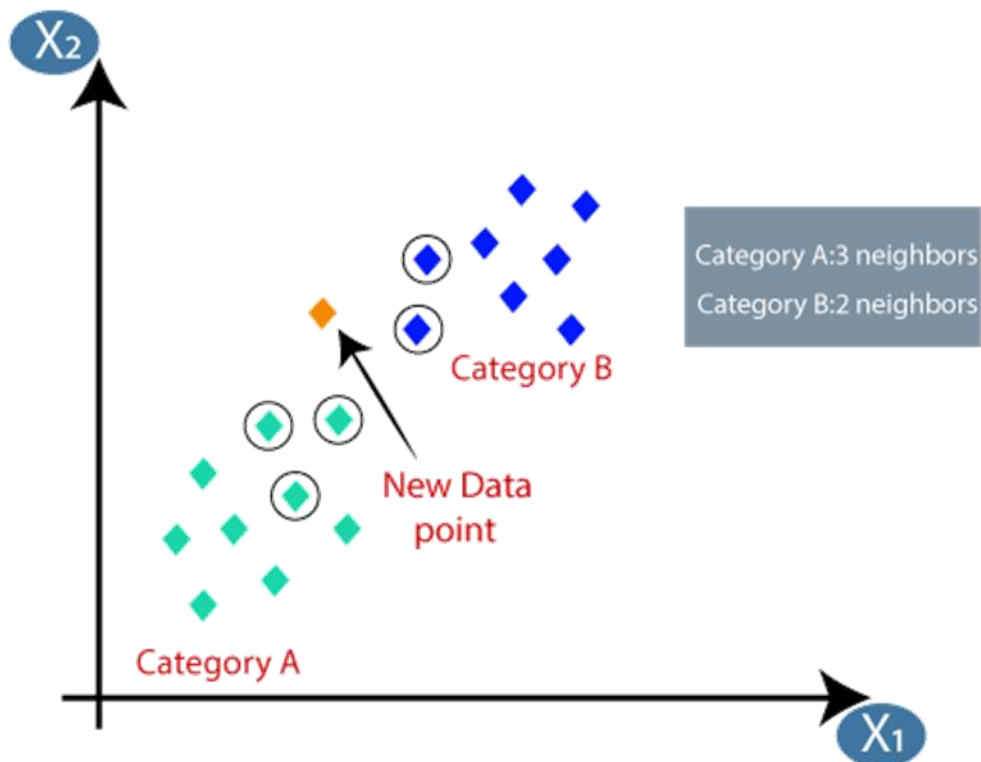 X₂
Category A:3 neighbors
Category B:2 neighbors
Category B
New Data
point
Category A
X₁